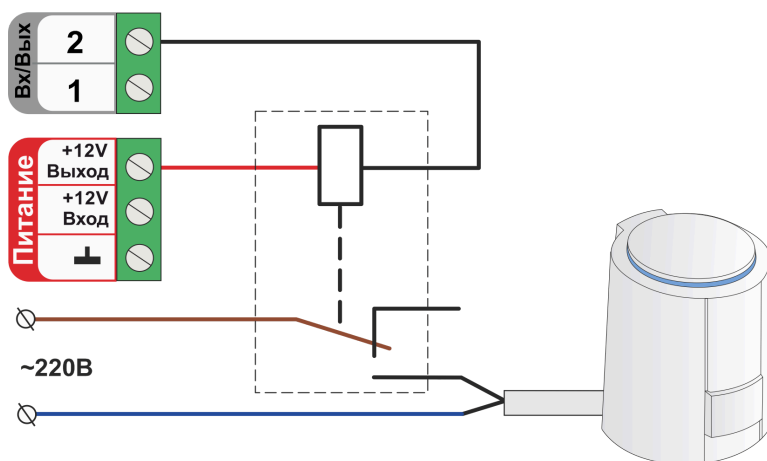 Вх/Вых
2
1
Питание
+12V
Выход
+12V
Вход
~220В